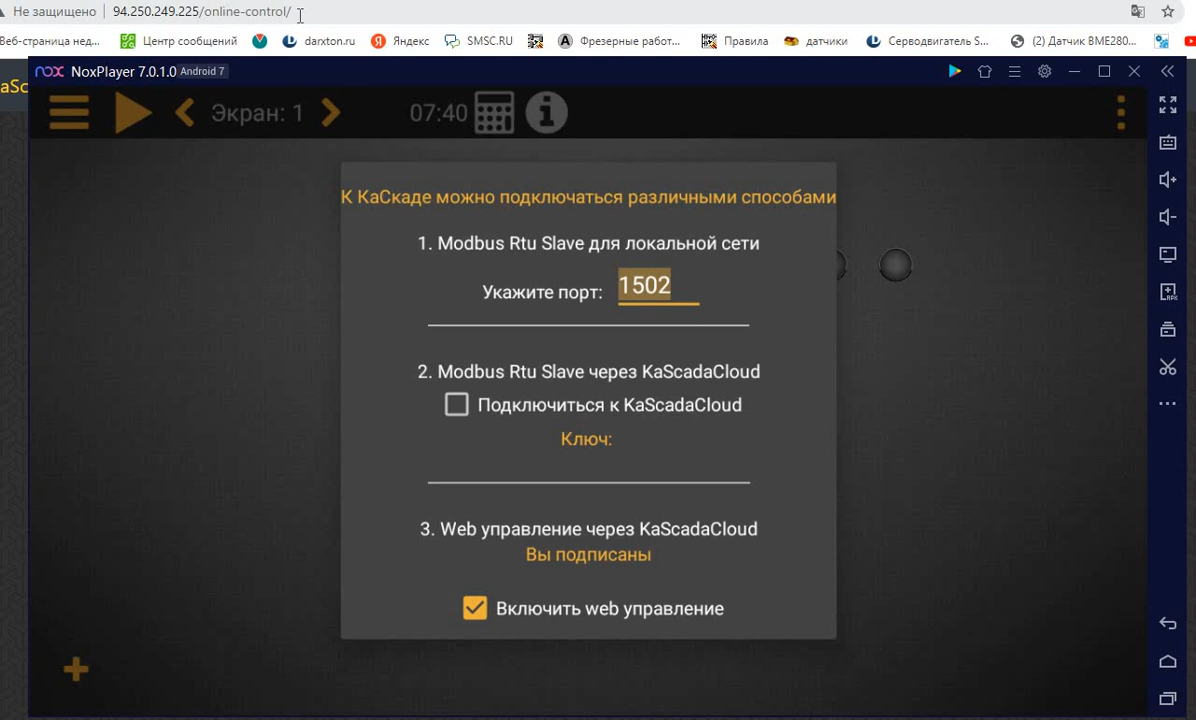 Не защищено | 94.250.249.225/online-control/
Веб-страница нед... Центр сообщений darxton.ru Яндекс SMSC.RU Фрезерные работ... Правила датчики Серводвигатель S... (2) Датчик BME280...
nox NoxPlayer 7.0.1.0 Android 7
Экран: 1 07:40
К КаСкаде можно подключаться различными способами
1. Modbus Rtu Slave для локальной сети
Укажите порт: 1502
2. Modbus Rtu Slave через KaScadaCloud
Подключиться к KaScadaCloud
Ключ:
3. Web управление через KaScadaCloud
Вы подписаны
Включить web управление